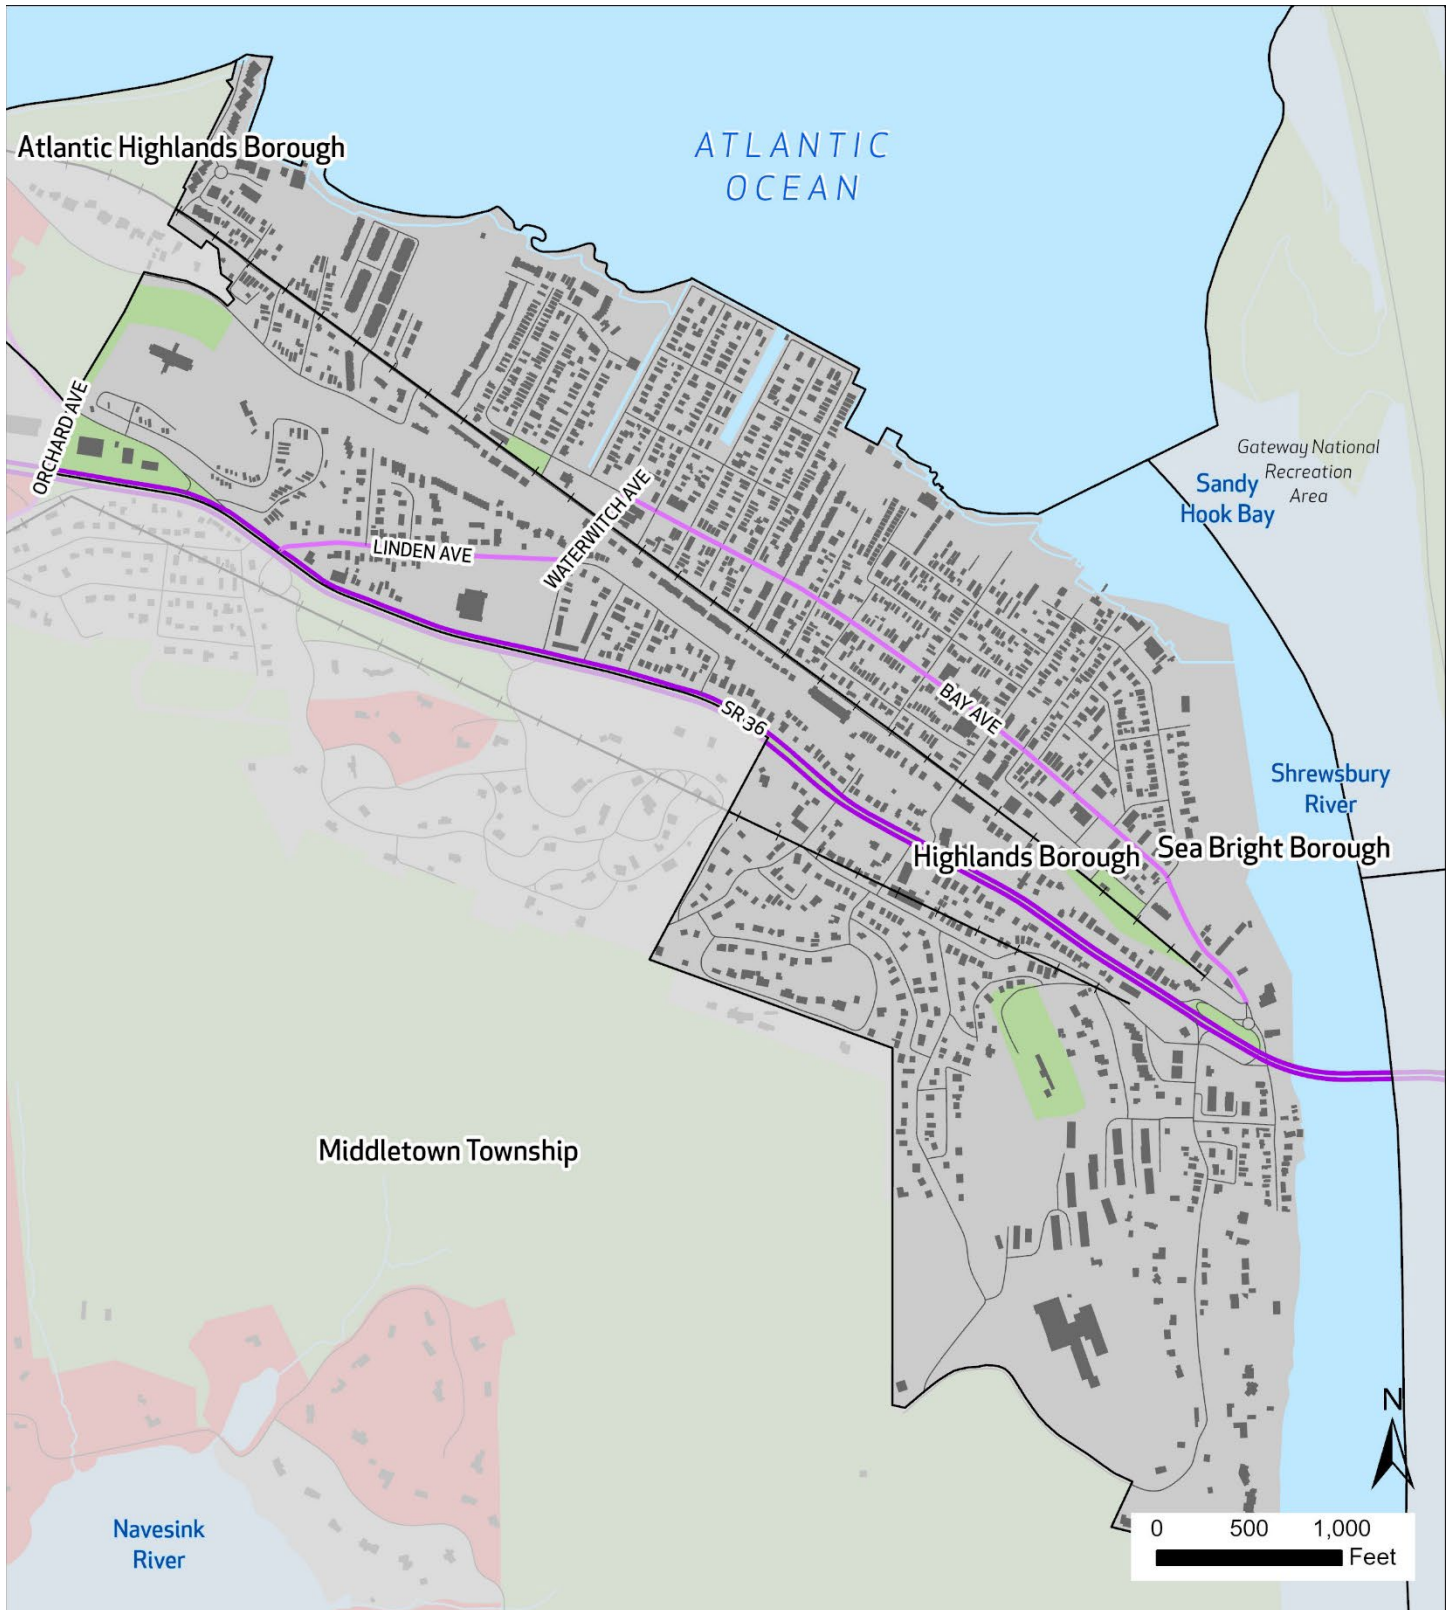 Atlantic Highlands Borough
ATLANTIC
OCEAN
ORCHARD AVE
Gateway National
Recreation
Area
Sandy
Hook Bay
LINDEN AVE
WATERWITCH AVE
BAY AVE
SR 36
Shrewsbury
River
Highlands Borough
Sea Bright Borough
Middletown Township
Navesink
River
N
0 500 1,000
Feet